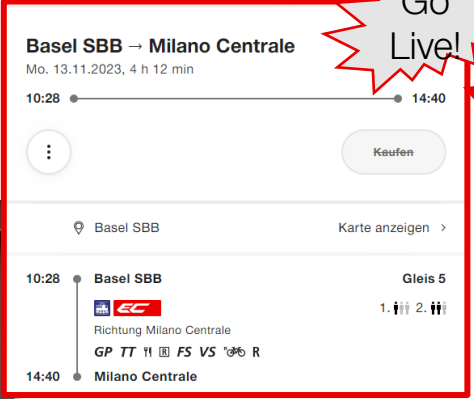 Go
Live!
Basel SBB → Milano Centrale
Mo. 13.11.2023, 4 h 12 min
10:28 14:40
Kaufen
Basel SBB Karte anzeigen >
10:28 Basel SBB Gleis 5
EC 1. 2.
Richtung Milano Centrale
GP TT R FS VS R
14:40 Milano Centrale